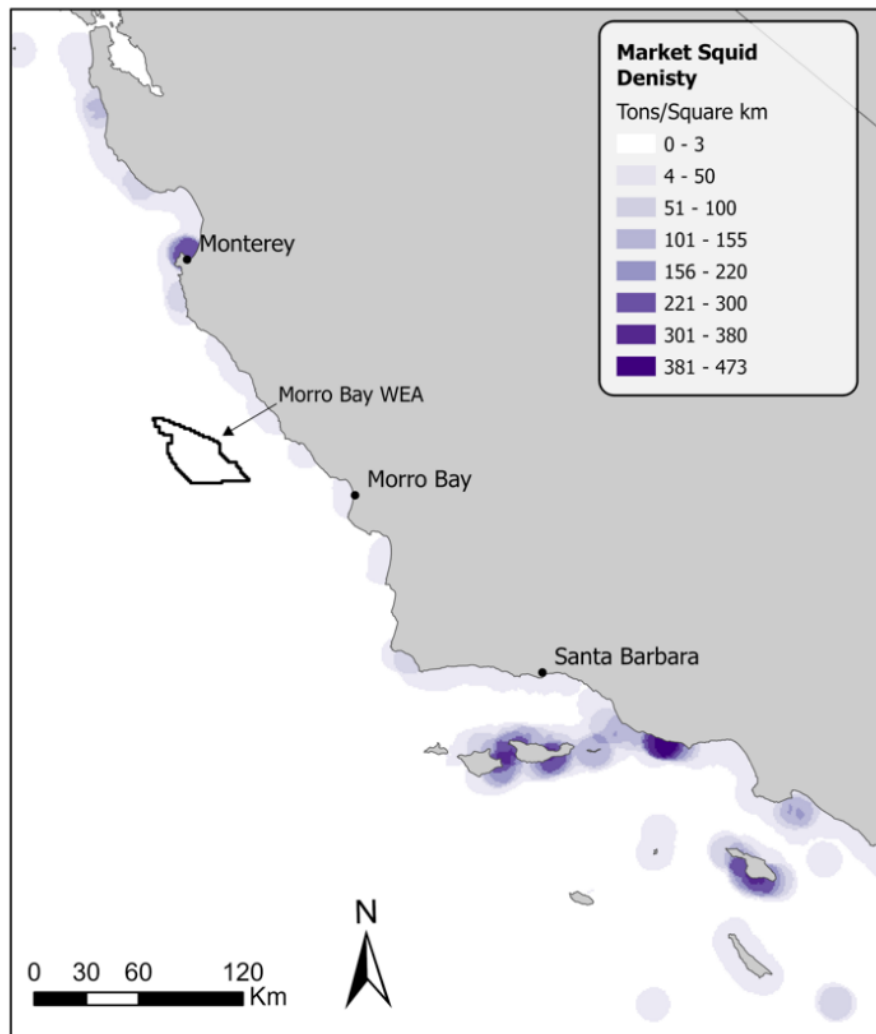 Market Squid
Denisty
Tons/Square km
0 - 3
4 - 50
51 - 100
101 - 155
156 - 220
221 - 300
301 - 380
381 - 473
Monterey
Morro Bay WEA
Morro Bay
Santa Barbara
N
0 30 60 120
Km